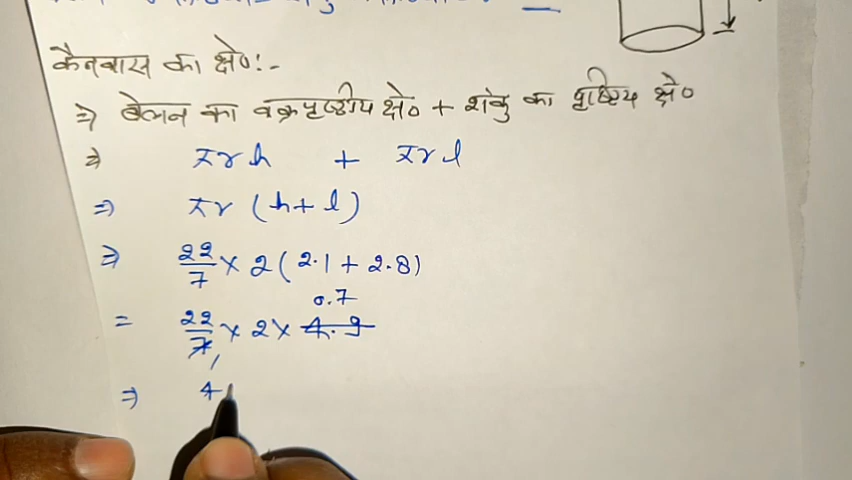 कैनवास का क्षे०:-
⇒ बेलन का वक्रपृष्ठीय क्षे० + शंकु का पृष्ठिय क्षे०
⇒ πrh + πrl
⇒ πr (h+l)
⇒ 22/7 × 2 (2.1 + 2.8)
0.7
= 22/7 × 2 × 4.9
1
⇒ 4